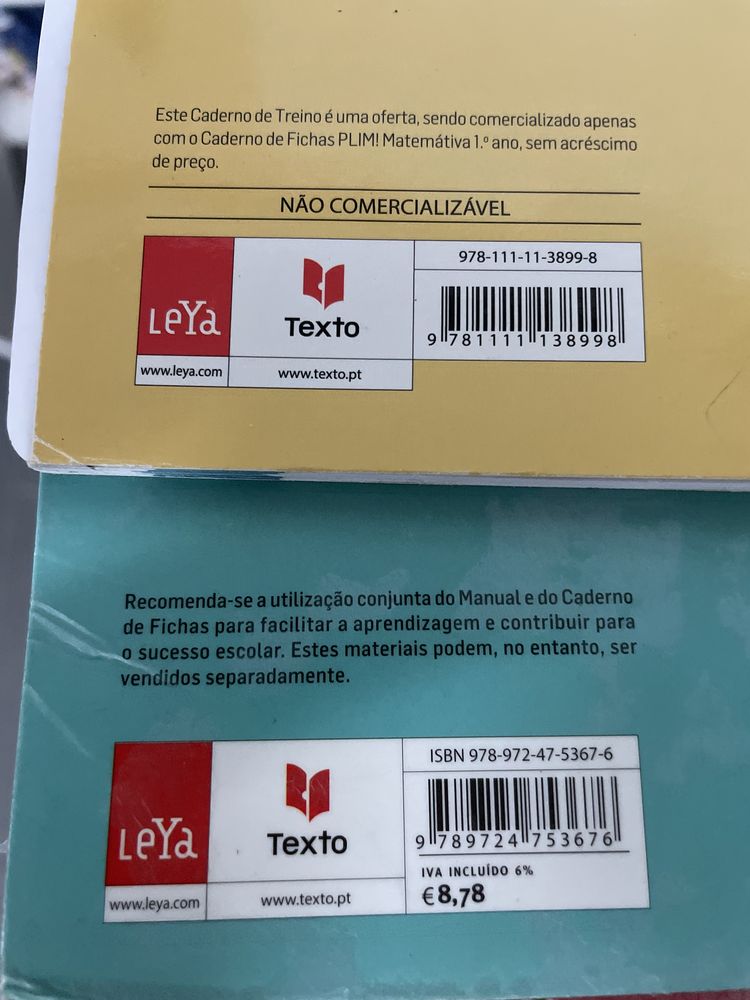 Este Caderno de Treino é uma oferta, sendo comercializado apenas
com o Caderno de Fichas PLIM! Matemátiva 1.º ano, sem acréscimo
de preço.
NÃO COMERCIALIZÁVEL
LeYa
Texto
978-111-11-3899-8
9 781111 138998
www.leya.com
www.texto.pt
Recomenda-se a utilização conjunta do Manual e do Caderno
de Fichas para facilitar a aprendizagem e contribuir para
o sucesso escolar. Estes materiais podem, no entanto, ser
vendidos separadamente.
LeYa
Texto
ISBN 978-972-47-5367-6
9 789724 753676
IVA INCLUÍDO 6%
€8,78
www.leya.com
www.texto.pt